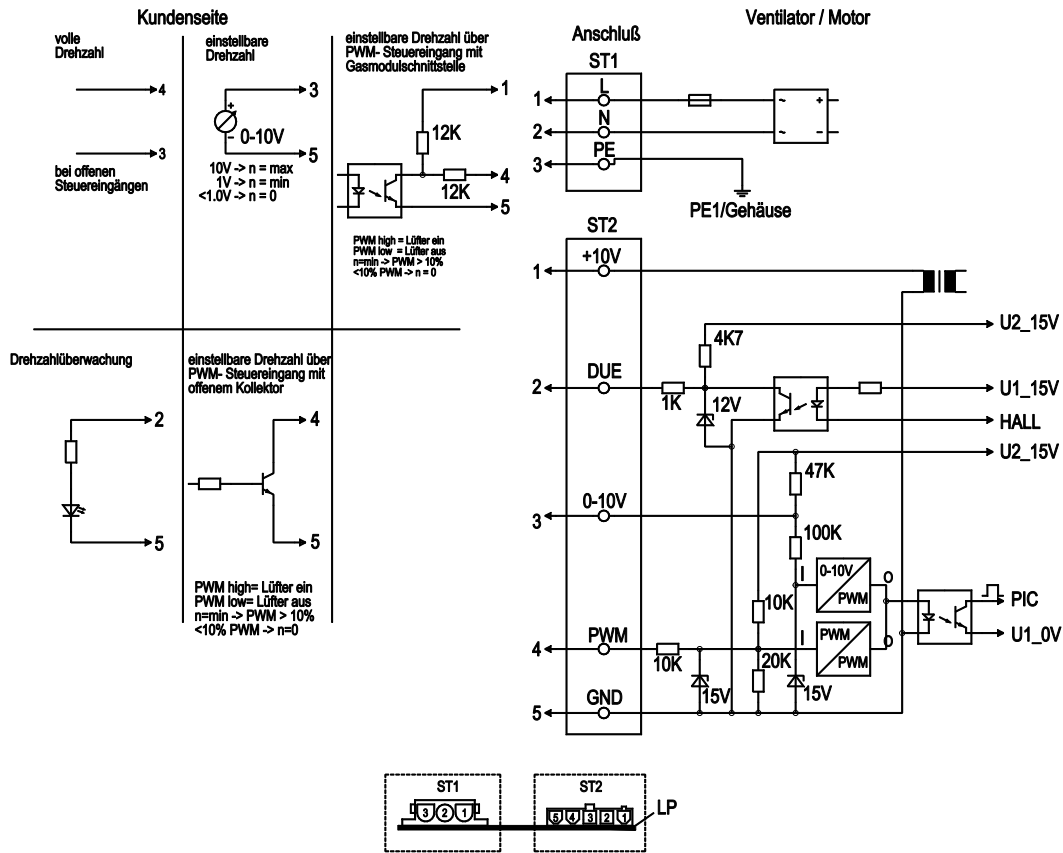 Kundenseite
Ventilator / Motor
volle
Drehzahl
4
3
bei offenen
Steuereingängen
einstellbare
Drehzahl
3
+
-
0-10V
5
10V -> n = max
1V -> n = min
<1.0V -> n = 0
einstellbare Drehzahl über
PWM- Steuereingang mit
Gasmodulschnittstelle
1
12K
4
12K
5
PWM high = Lüfter ein
PWM low = Lüfter aus
n=min -> PWM > 10%
<10% PWM -> n = 0
Drehzahlüberwachung
2
5
einstellbare Drehzahl über
PWM- Steuereingang mit
offenem Kollektor
4
5
PWM high= Lüfter ein
PWM low= Lüfter aus
n=min -> PWM > 10%
<10% PWM -> n=0
Anschluß
ST1
1
L
2
N
3
PE
~ +
~ -
PE1/Gehäuse
ST2
1
+10V
U2_15V
4K7
2
DUE
1K
12V
U1_15V
HALL
U2_15V
47K
3
0-10V
100K
I
0-10V
PWM
O
10K
PIC
U1_0V
4
PWM
10K
20K
I
PWM
PWM
O
15V
15V
5
GND
ST1
3 2 1
ST2
5 4 3 2 1
LP